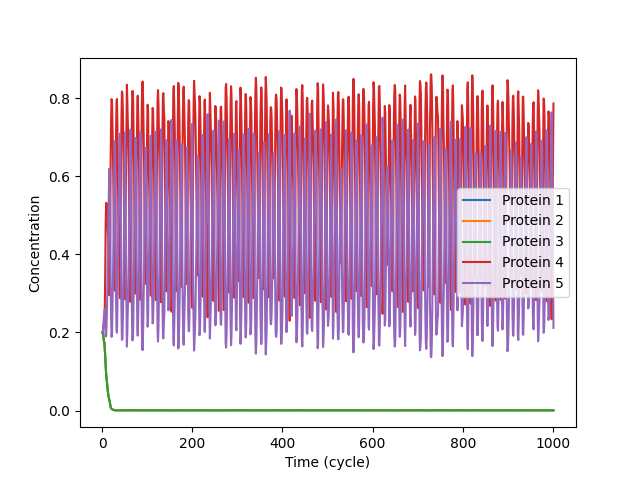 0.8
0.6
0.4
0.2
0.0
Concentration
0
200
400
600
800
1000
Time (cycle)
Protein 1
Protein 2
Protein 3
Protein 4
Protein 5